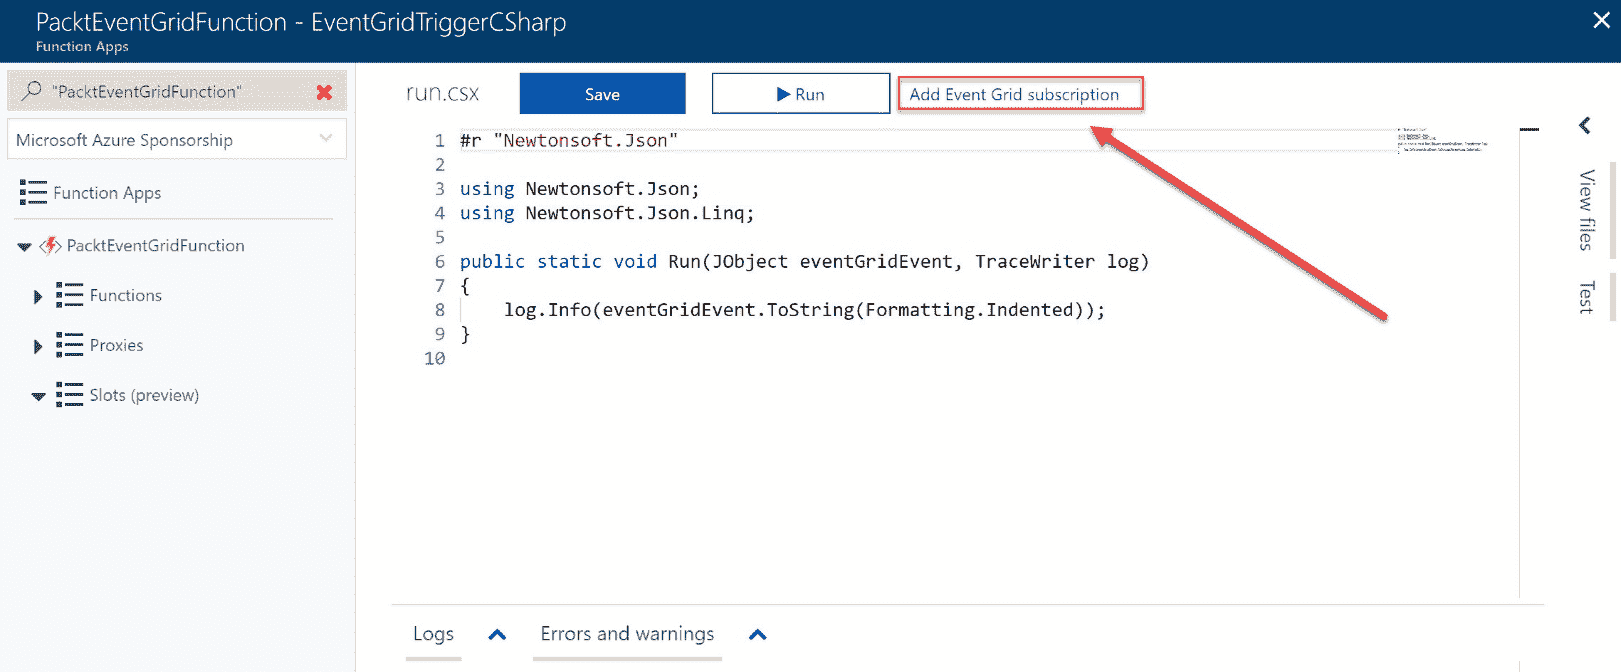 PacktEventGridFunction - EventGridTriggerCSharp
Function Apps
"PacktEventGridFunction"
Microsoft Azure Sponsorship
Function Apps
PacktEventGridFunction
Functions
Proxies
Slots (preview)
run.csx
Save
Run
Add Event Grid subscription
1 #r "Newtonsoft.Json"
2
3 using Newtonsoft.Json;
4 using Newtonsoft.Json.Linq;
5
6 public static void Run(JObject eventGridEvent, TraceWriter log)
7 {
8     log.Info(eventGridEvent.ToString(Formatting.Indented));
9 }
10
View files
Test
Logs
Errors and warnings